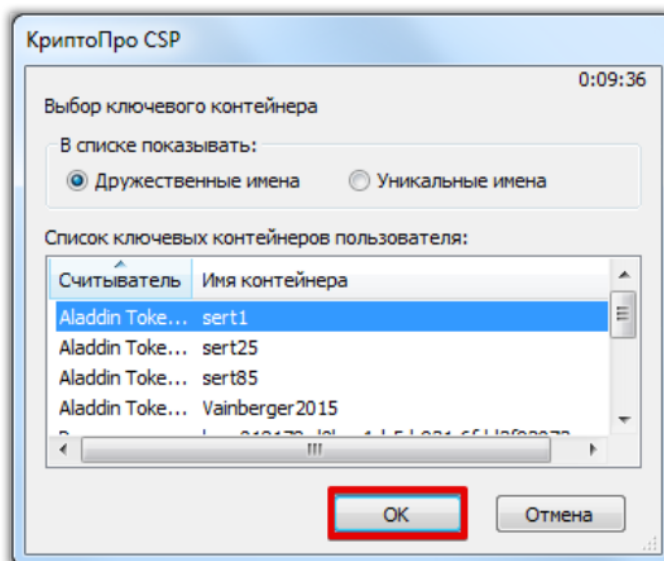 КриптоПро CSP
0:09:36
Выбор ключевого контейнера
В списке показывать:
Дружественные имена Уникальные имена
Список ключевых контейнеров пользователя:
Считыватель Имя контейнера
Aladdin Toke... sert1
Aladdin Toke... sert25
Aladdin Toke... sert85
Aladdin Toke... Vainberger2015
OK Отмена